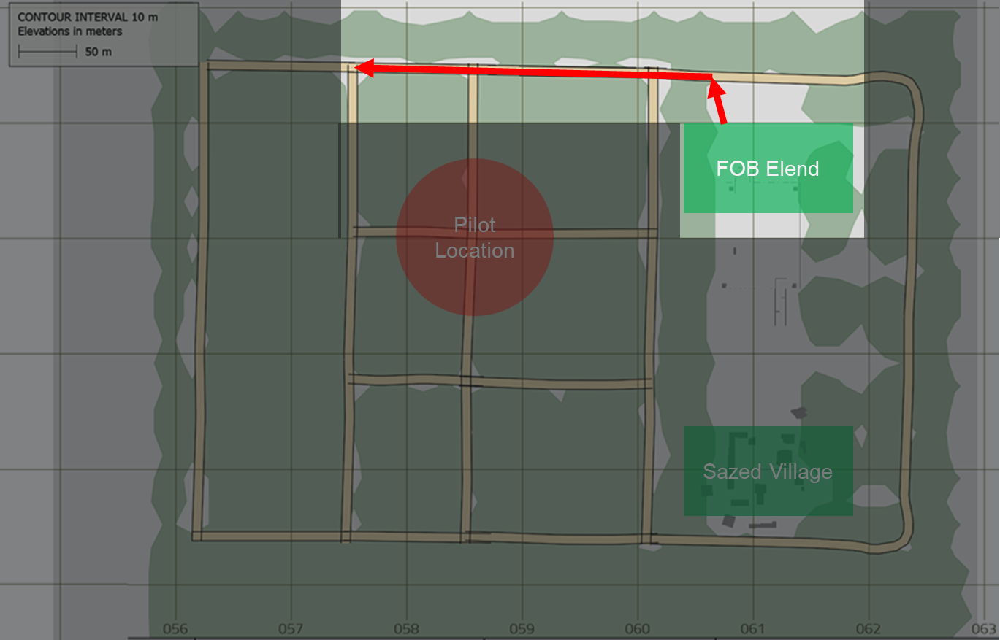 CONTOUR INTERVAL 10 m
Elevations in meters
50 m
FOB Elend
Pilot
Location
Sazed Village
056 057 058 059 060 061 062 063